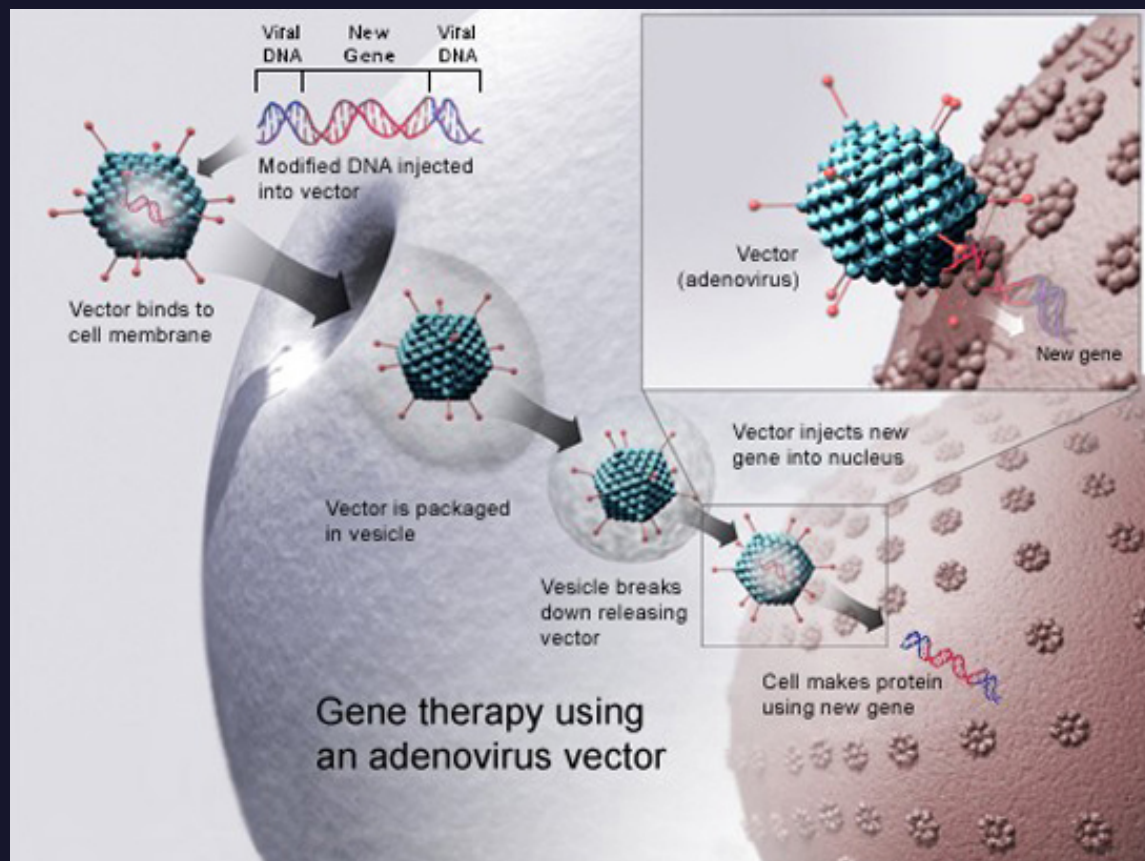 Viral DNA
New Gene
Viral DNA
Modified DNA injected
into vector
Vector binds to
cell membrane
Vector is packaged
in vesicle
Vesicle breaks
down releasing
vector
Vector
(adenovirus)
New gene
Vector injects new
gene into nucleus
Cell makes protein
using new gene
Gene therapy using
an adenovirus vector